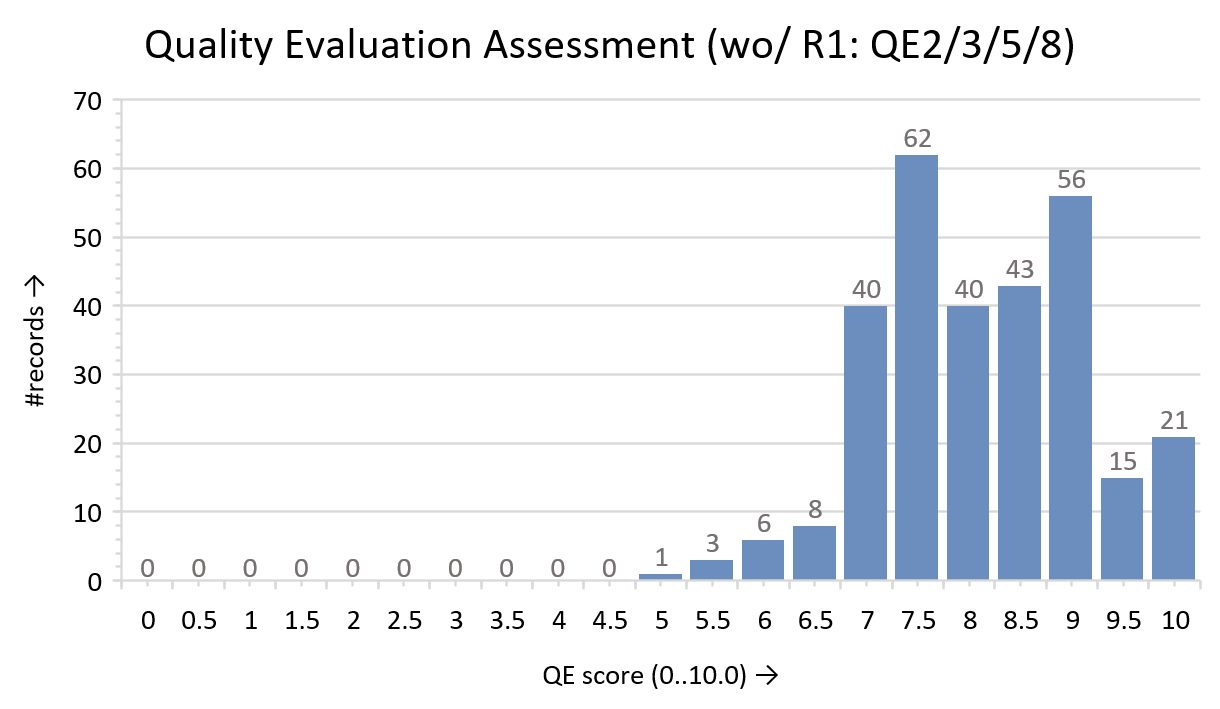 Quality Evaluation Assessment (wo/ R1: QE2/3/5/8)
70
60
50
40
30
20
10
0
#records →
0 0 0 0 0 0 0 0 0 0 1 3 6 8 40 62 40 43 56 15 21
0 0.5 1 1.5 2 2.5 3 3.5 4 4.5 5 5.5 6 6.5 7 7.5 8 8.5 9 9.5 10
QE score (0..10.0) →